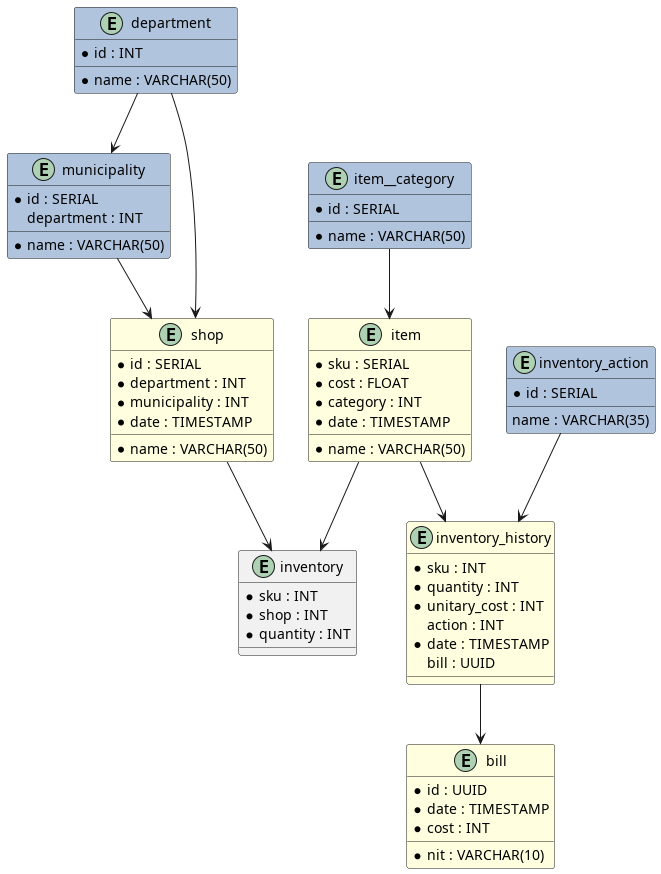 E department
* id : INT
* name : VARCHAR(50)
E municipality
* id : SERIAL
department : INT
* name : VARCHAR(50)
E item__category
* id : SERIAL
* name : VARCHAR(50)
E shop
* id : SERIAL
* department : INT
* municipality : INT
* date : TIMESTAMP
* name : VARCHAR(50)
E item
* sku : SERIAL
* cost : FLOAT
* category : INT
* date : TIMESTAMP
* name : VARCHAR(50)
E inventory_action
* id : SERIAL
name : VARCHAR(35)
E inventory
* sku : INT
* shop : INT
* quantity : INT
E inventory_history
* sku : INT
* quantity : INT
* unitary_cost : INT
action : INT
* date : TIMESTAMP
bill : UUID
E bill
* id : UUID
* date : TIMESTAMP
* cost : INT
* nit : VARCHAR(10)